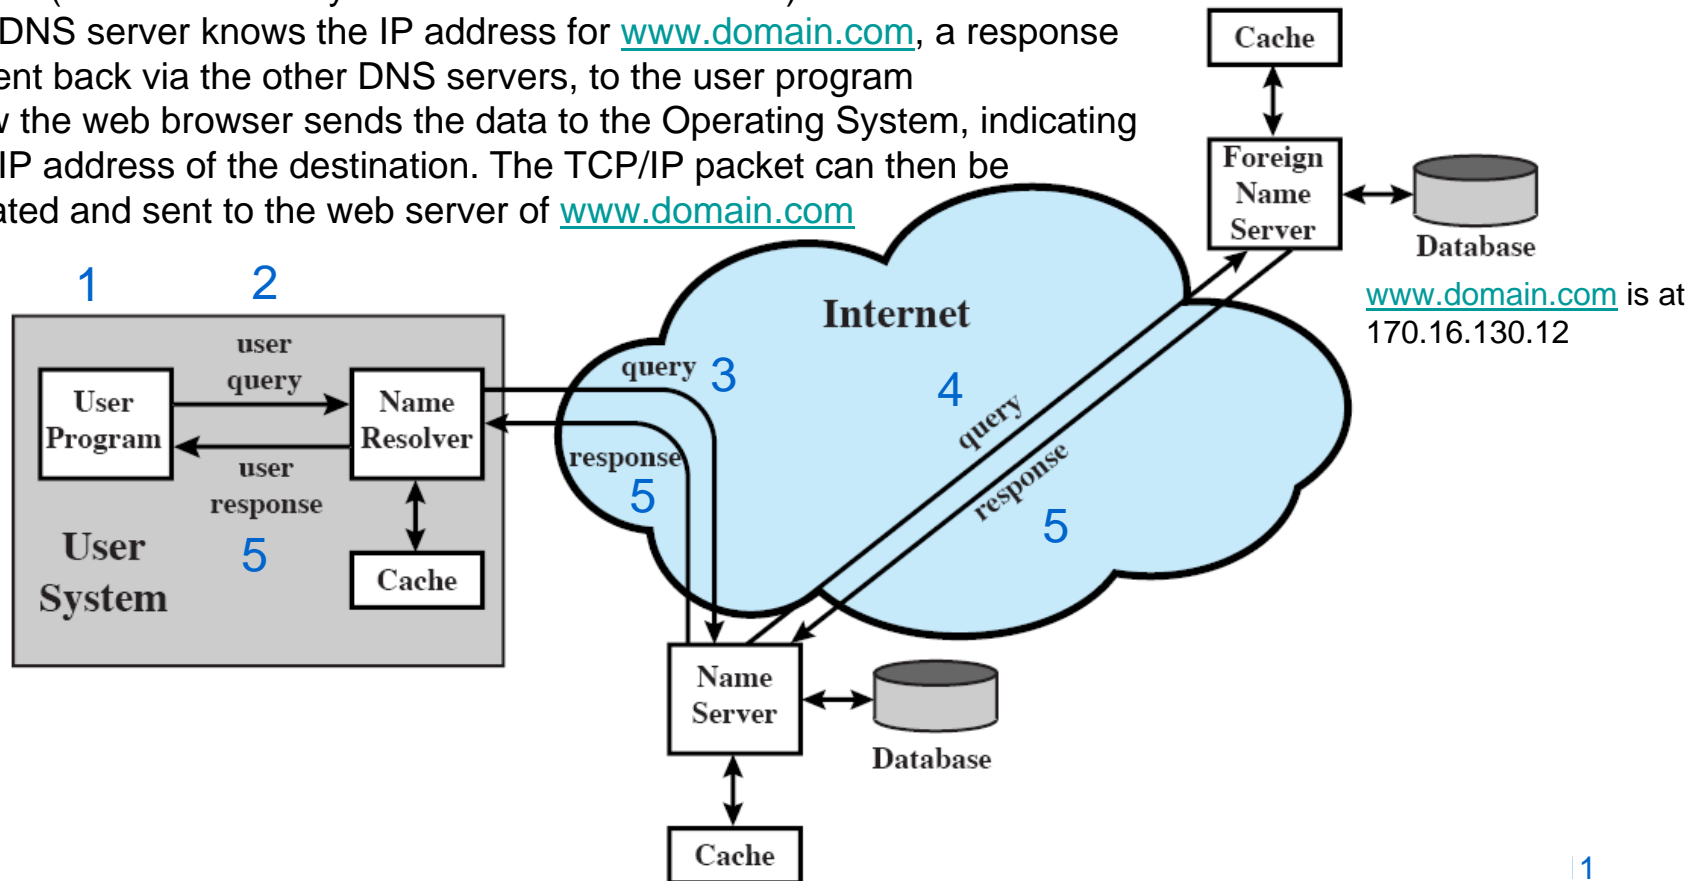 DNS server knows the IP address for www.domain.com, a response
ent back via the other DNS servers, to the user program
the web browser sends the data to the Operating System, indicating
IP address of the destination. The TCP/IP packet can then be
ated and sent to the web server of www.domain.com
Cache
Foreign
Name
Server
Database
www.domain.com is at
170.16.130.12
1
2
Internet
user
query
query 3
4
User
Program
Name
Resolver
query
user
response
response
response
5
5
5
User
System
Cache
Name
Server
Database
Cache
1